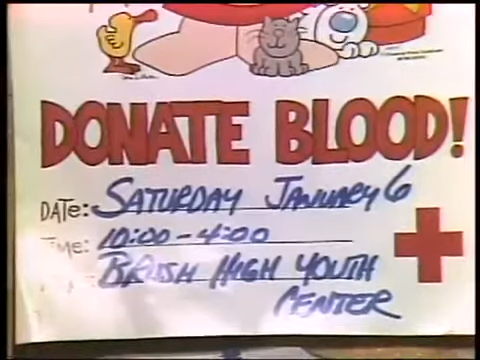 DONATE BLOOD!
DATE: SATURDAY JANUARY 6
TIME: 10:00-4:00
BRUSH HIGH YOUTH
CENTER